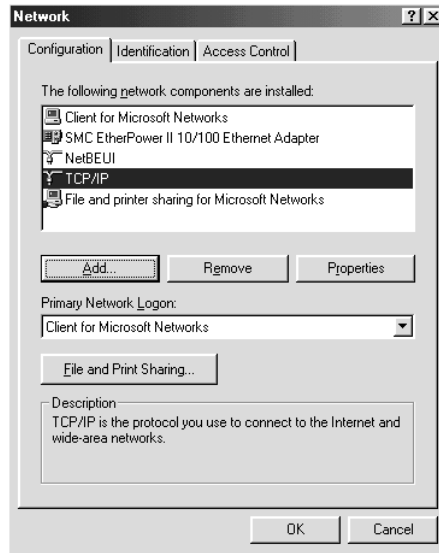 Network
Configuration Identification Access Control
The following network components are installed:
Client for Microsoft Networks
SMC EtherPower II 10/100 Ethernet Adapter
NetBEUI
TCP/IP
File and printer sharing for Microsoft Networks
Add... Remove Properties
Primary Network Logon:
Client for Microsoft Networks
File and Print Sharing...
Description
TCP/IP is the protocol you use to connect to the Internet and
wide-area networks.
OK Cancel